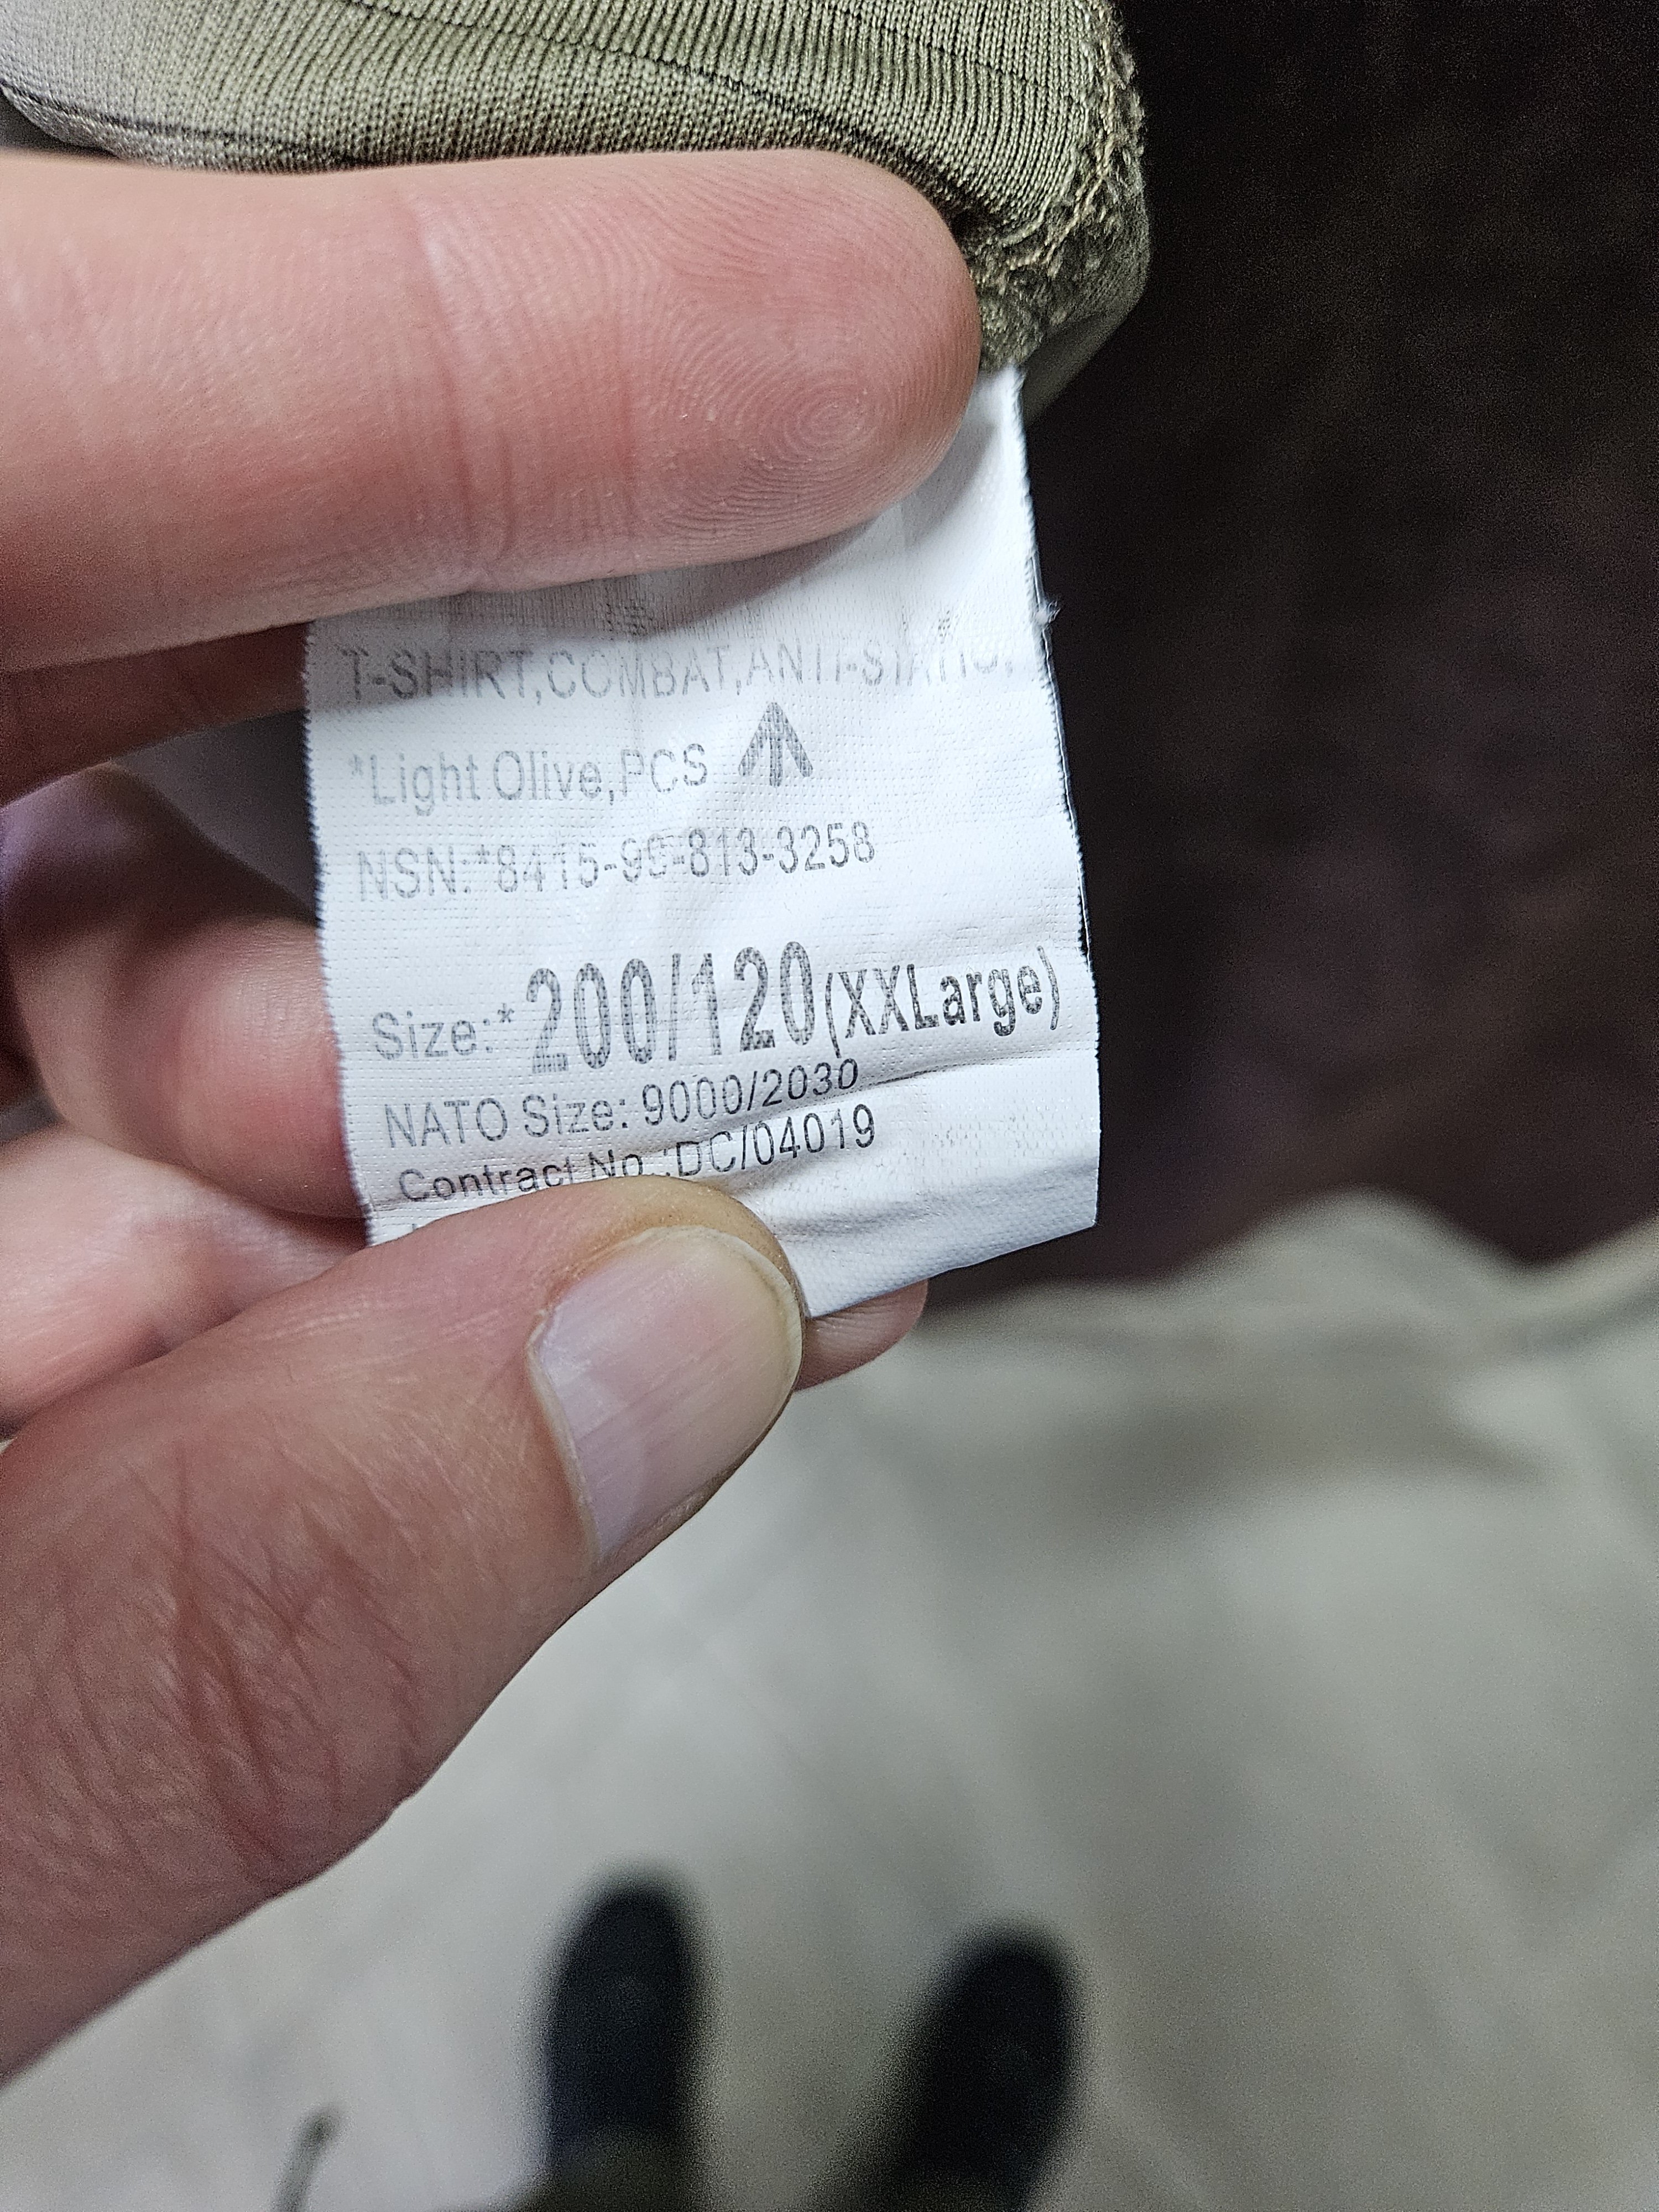 T-SHIRT,COMBAT,ANTI-STATIC,
*Light Olive,PCS
NSN:*8415-99-813-3258
Size:* 200/120(XXLarge)
NATO Size: 9000/2030
Contract No.:DC/04019